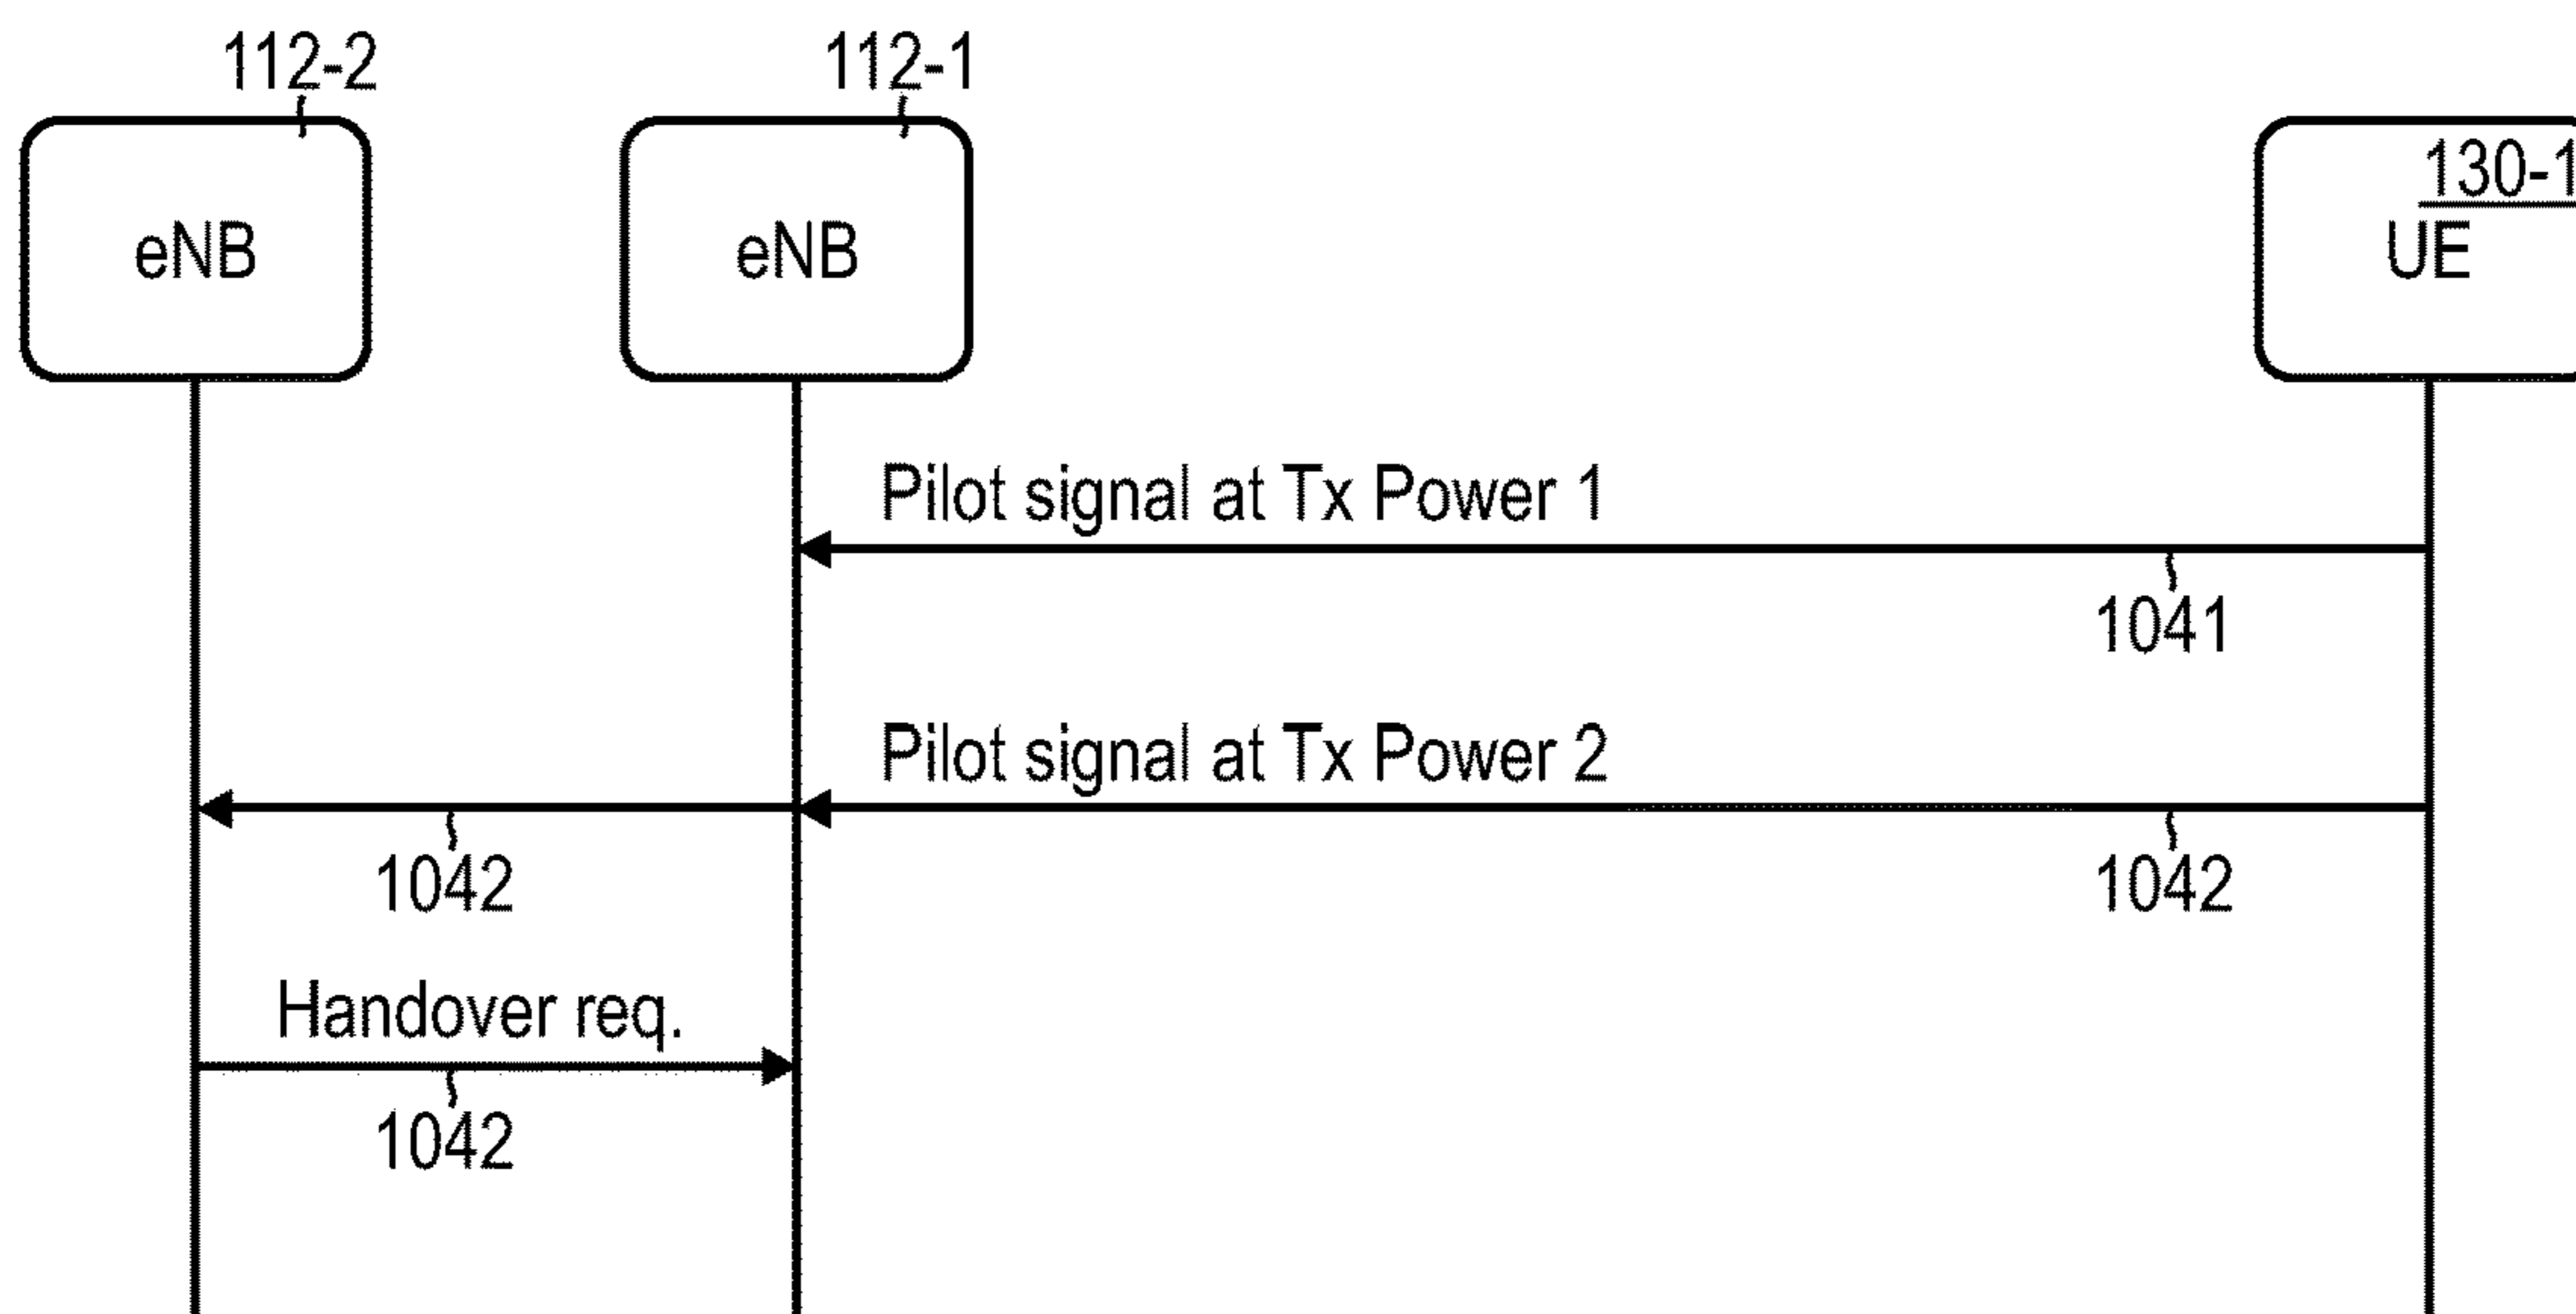 112-2
112-1
eNB
eNB
130-1
UE
Pilot signal at Tx Power 1
1041
Pilot signal at Tx Power 2
1042
1042
Handover req.
1042